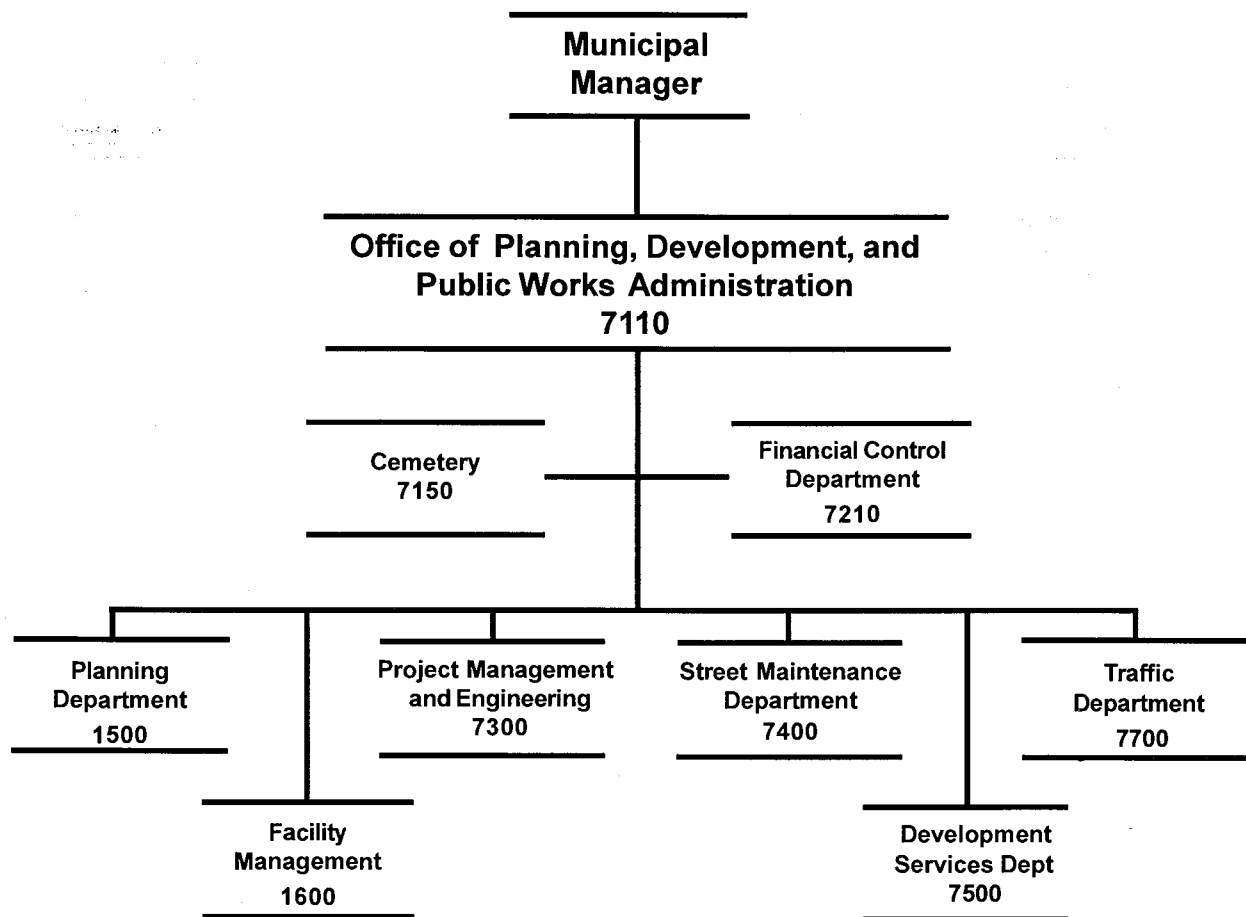 Municipal
Manager
Office of Planning, Development, and
Public Works Administration
7110
Cemetery
7150
Financial Control
Department
7210
Planning
Department
1500
Project Management
and Engineering
7300
Street Maintenance
Department
7400
Traffic
Department
7700
Facility
Management
1600
Development
Services Dept
7500